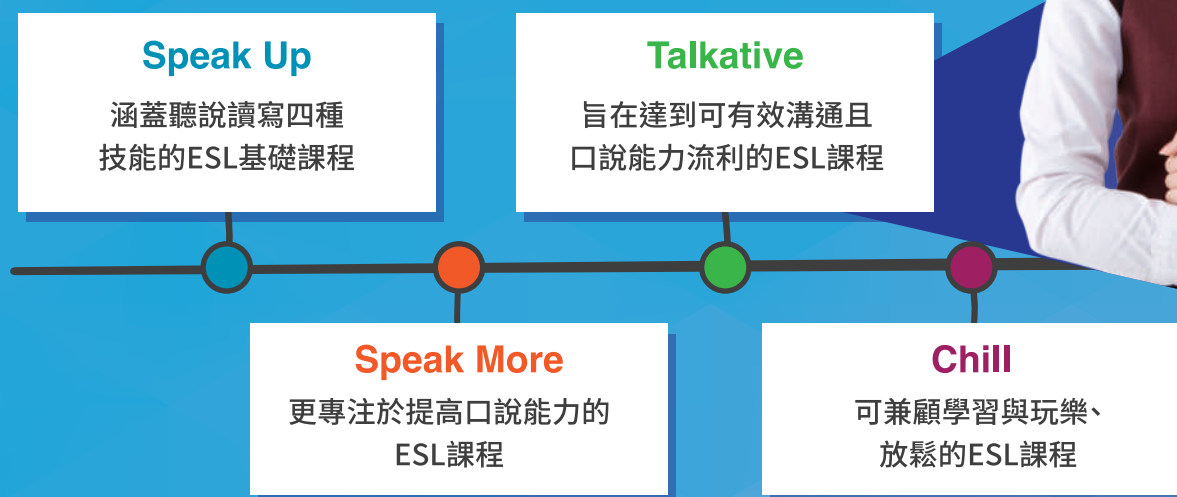 Speak Up
涵蓋聽說讀寫四種
技能的ESL基礎課程
Talkative
旨在達到可有效溝通且
口說能力流利的ESL課程
Speak More
更專注於提高口說能力的
ESL課程
Chill
可兼顧學習與玩樂、
放鬆的ESL課程